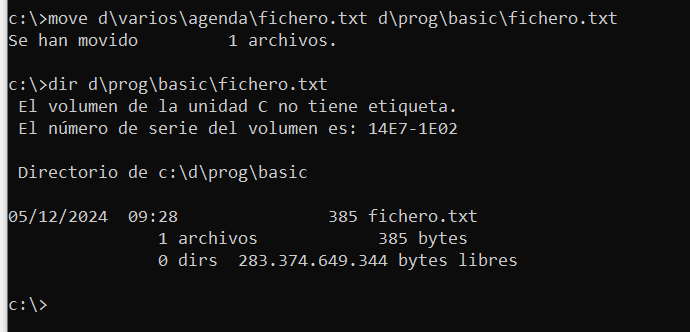 c:\>move d\varios\agenda\fichero.txt d\prog\basic\fichero.txt
Se han movido         1 archivos.
c:\>dir d\prog\basic\fichero.txt
 El volumen de la unidad C no tiene etiqueta.
 El número de serie del volumen es: 14E7-1E02
 Directorio de c:\d\prog\basic
05/12/2024  09:28               385 fichero.txt
               1 archivos            385 bytes
               0 dirs  283.374.649.344 bytes libres
c:\>